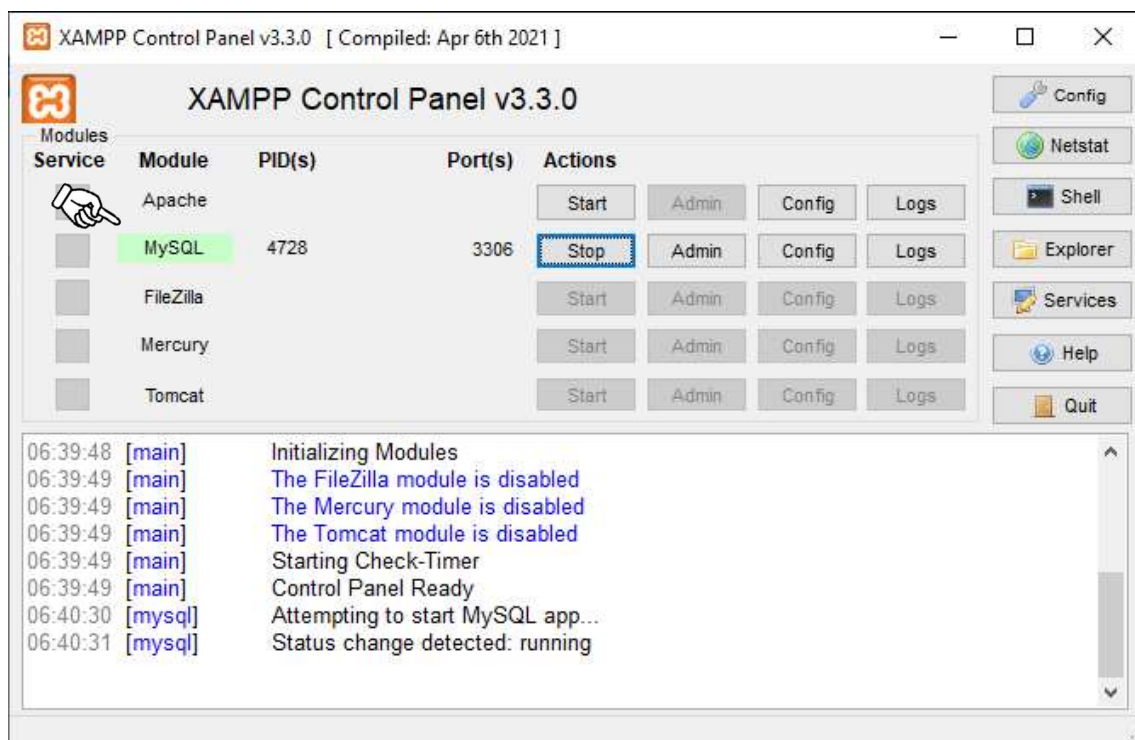 XAMPP Control Panel v3.3.0 [ Compiled: Apr 6th 2021 ]
XAMPP Control Panel v3.3.0
Config
Modules
Service Module PID(s) Port(s) Actions
Netstat
Apache Start Admin Config Logs
Shell
MySQL 4728 3306 Stop Admin Config Logs
Explorer
FileZilla Start Admin Config Logs
Services
Mercury Start Admin Config Logs
Help
Tomcat Start Admin Config Logs
Quit
06:39:48 [main] Initializing Modules
06:39:49 [main] The FileZilla module is disabled
06:39:49 [main] The Mercury module is disabled
06:39:49 [main] The Tomcat module is disabled
06:39:49 [main] Starting Check-Timer
06:39:49 [main] Control Panel Ready
06:40:30 [mysql] Attempting to start MySQL app...
06:40:31 [mysql] Status change detected: running